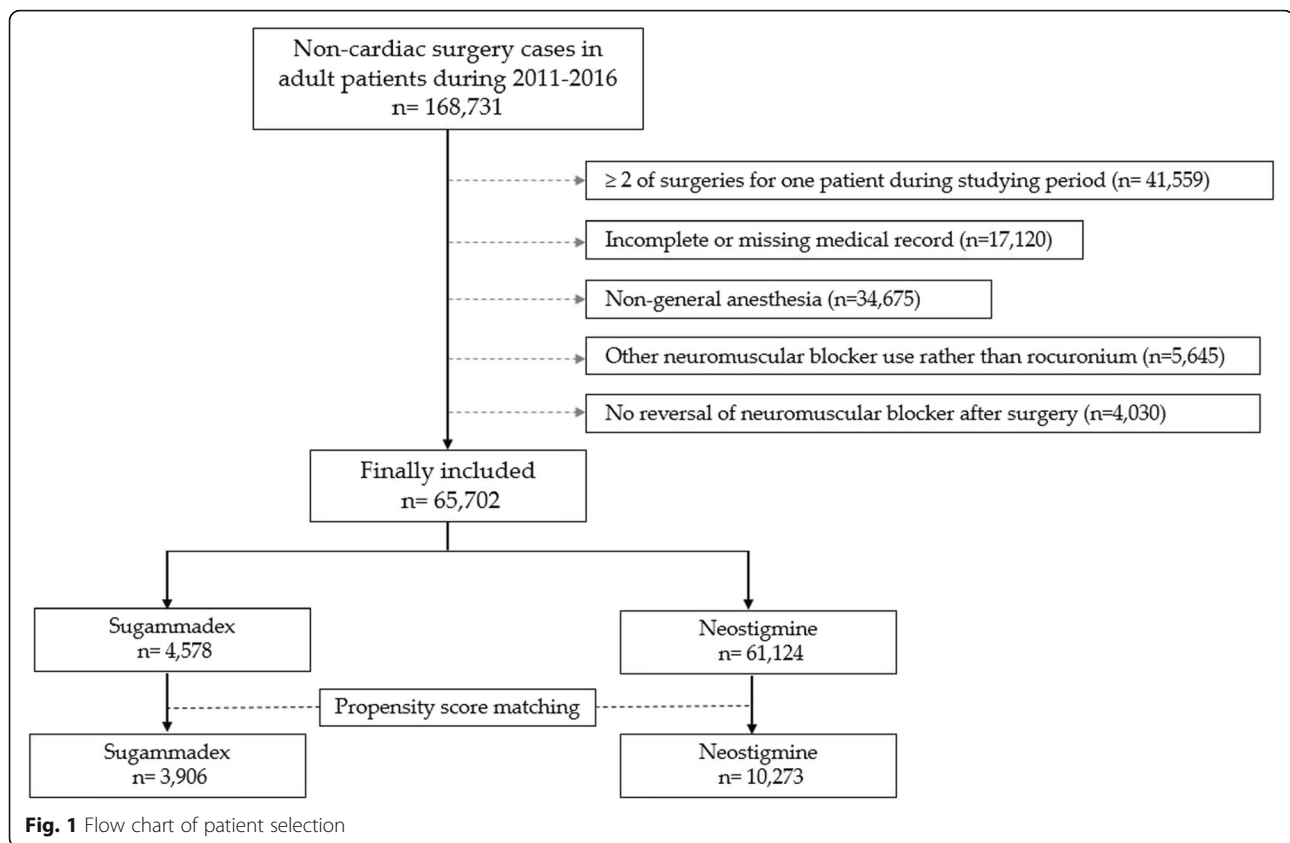 Non-cardiac surgery cases in
adult patients during 2011-2016
n= 168,731
≥ 2 of surgeries for one patient during studying period (n= 41,559)
Incomplete or missing medical record (n=17,120)
Non-general anesthesia (n=34,675)
Other neuromuscular blocker use rather than rocuronium (n=5,645)
No reversal of neuromuscular blocker after surgery (n=4,030)
Finally included
n= 65,702
Sugammadex
n= 4,578
Neostigmine
n= 61,124
Propensity score matching
Sugammadex
n= 3,906
Neostigmine
n= 10,273
Fig. 1 Flow chart of patient selection